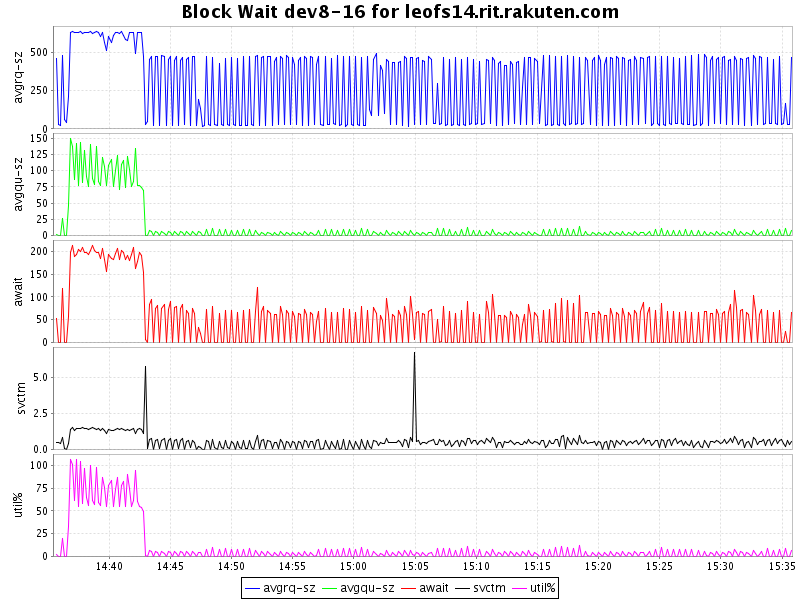 Block Wait dev8-16 for leofs14.rit.rakuten.com
avgrq-sz
500
250
0
avgqu-sz
150
125
100
75
50
25
0
await
200
150
100
50
0
svctm
5.0
2.5
0.0
util%
100
75
50
25
0
14:40 14:45 14:50 14:55 15:00 15:05 15:10 15:15 15:20 15:25 15:30 15:35
avgrq-sz avgqu-sz await svctm util%